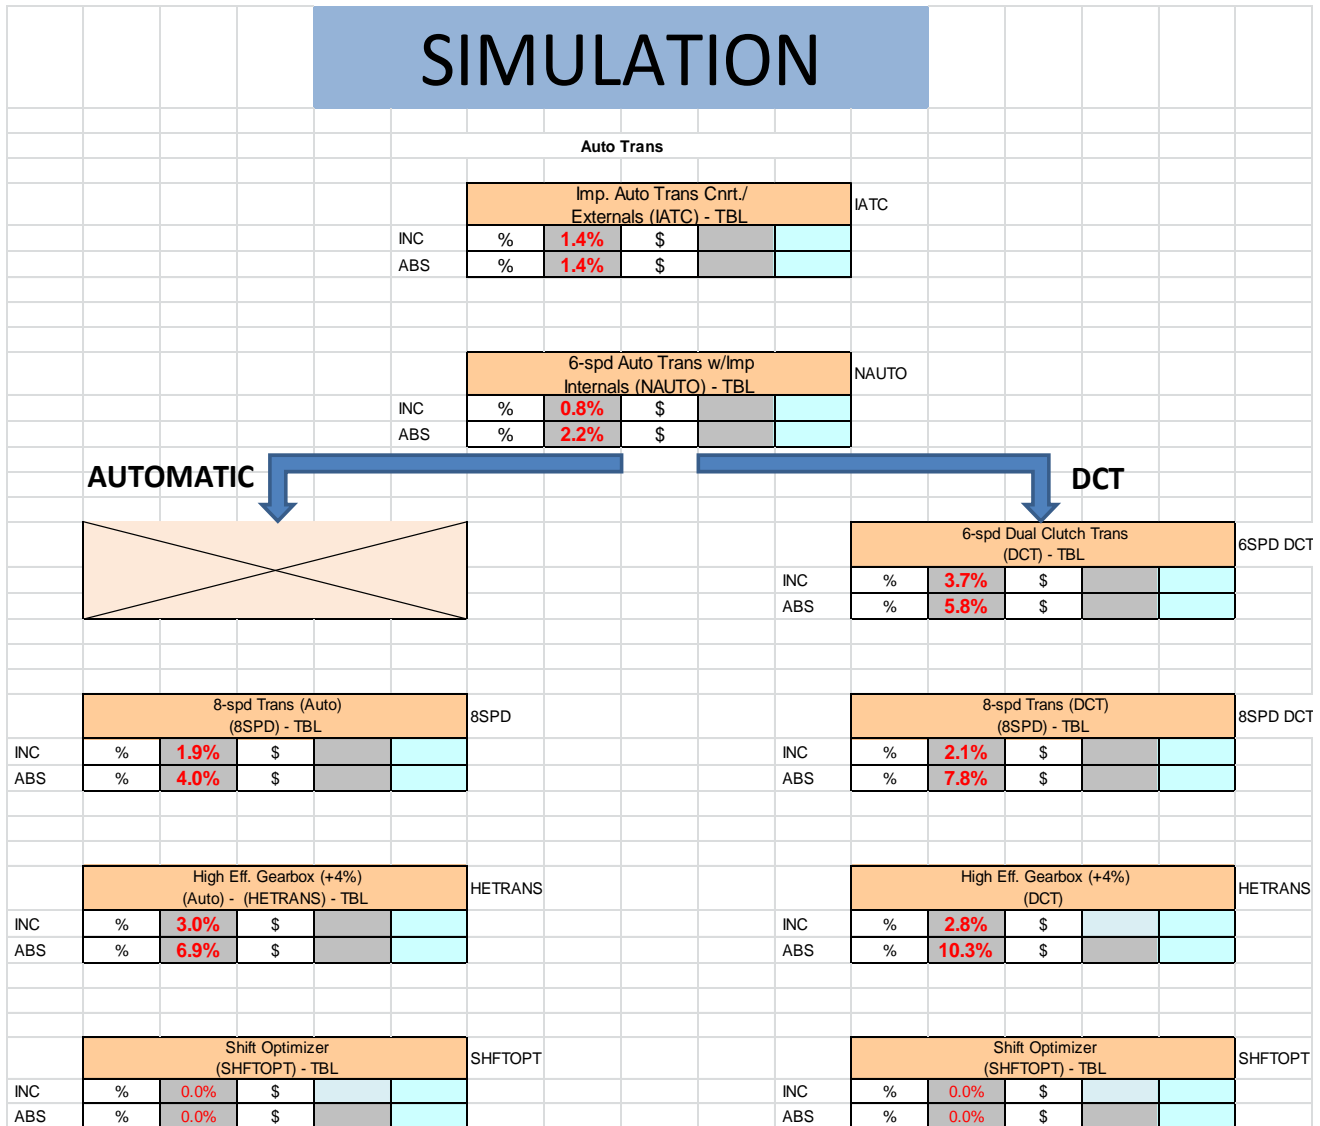 SIMULATION
Auto Trans
Imp. Auto Trans Cnrt./
Externals (IATC) - TBL
IATC
INC % 1.4% $
ABS % 1.4% $
6-spd Auto Trans w/Imp
Internals (NAUTO) - TBL
NAUTO
INC % 0.8% $
ABS % 2.2% $
AUTOMATIC
DCT
6-spd Dual Clutch Trans
(DCT) - TBL
6SPD DCT
INC % 3.7% $
ABS % 5.8% $
8-spd Trans (Auto)
(8SPD) - TBL
8SPD
INC % 1.9% $
ABS % 4.0% $
8-spd Trans (DCT)
(8SPD) - TBL
8SPD DCT
INC % 2.1% $
ABS % 7.8% $
High Eff. Gearbox (+4%)
(Auto) - (HETRANS) - TBL
HETRANS
INC % 3.0% $
ABS % 6.9% $
High Eff. Gearbox (+4%)
(DCT)
HETRANS
INC % 2.8% $
ABS % 10.3% $
Shift Optimizer
(SHFTOPT) - TBL
SHFTOPT
INC % 0.0% $
ABS % 0.0% $
Shift Optimizer
(SHFTOPT) - TBL
SHFTOPT
INC % 0.0% $
ABS % 0.0% $